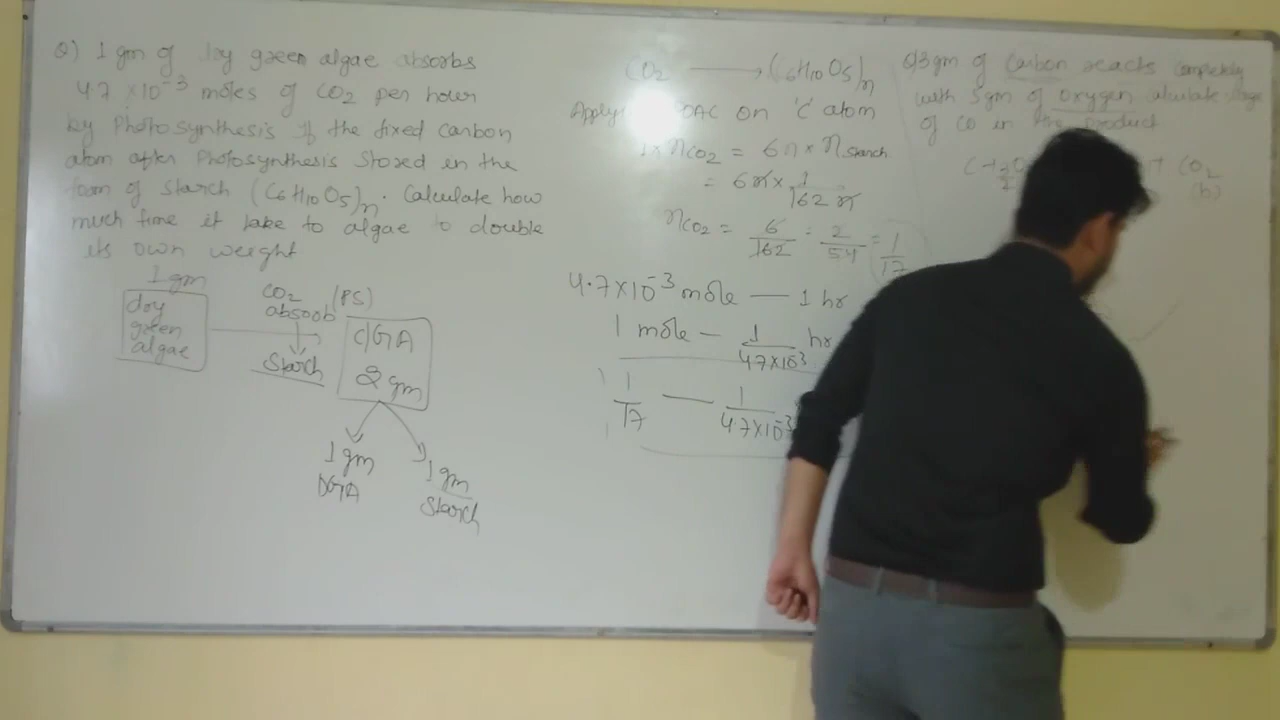 Q) 1 gm of dry green algae absorbs
4.7 × 10⁻³ moles of CO2 per hour
by Photosynthesis If the fixed Carbon
atom after Photosynthesis Stored in the
form of starch (C6H10O5)n. Calculate how
much time it take to algae to double
its own weight
1 gm
dry
green
algae
CO2
absorb
(PS)
Starch
DGA
2 gm
1 gm
DGA
1 gm
Starch
CO2 → (C6H10O5)n
Apply POAC on 'C' atom
1 × nCO2 = 6n × nStarch
= 6n × 1/162 n
nCO2 = 6/162 = 2/54 = 1/17
4.7×10⁻³ mole — 1 hr
1 mole — 1/4.7×10⁻³ hr
1/17 — 1/4.7×10⁻³
Q 3 gm of Carbon reacts completely
with 5 gm of Oxygen
of CO in the product
CO2